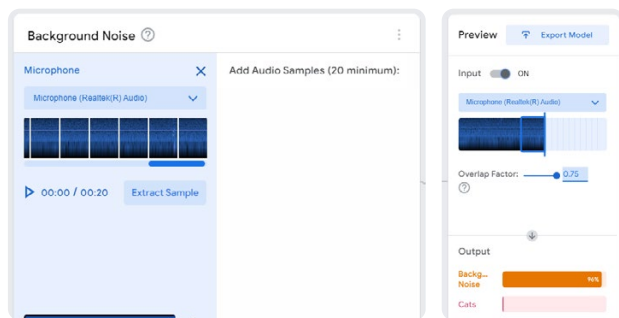 Background Noise ?
Microphone
Microphone (Realtek(R) Audio)
00:00 / 00:20
Extract Sample
Add Audio Samples (20 minimum):
Preview
Export Model
Input ON
Microphone (Realtek(R) Audio)
Overlap Factor: 0.75
?
Output
Backg...
Noise
96%
Cats